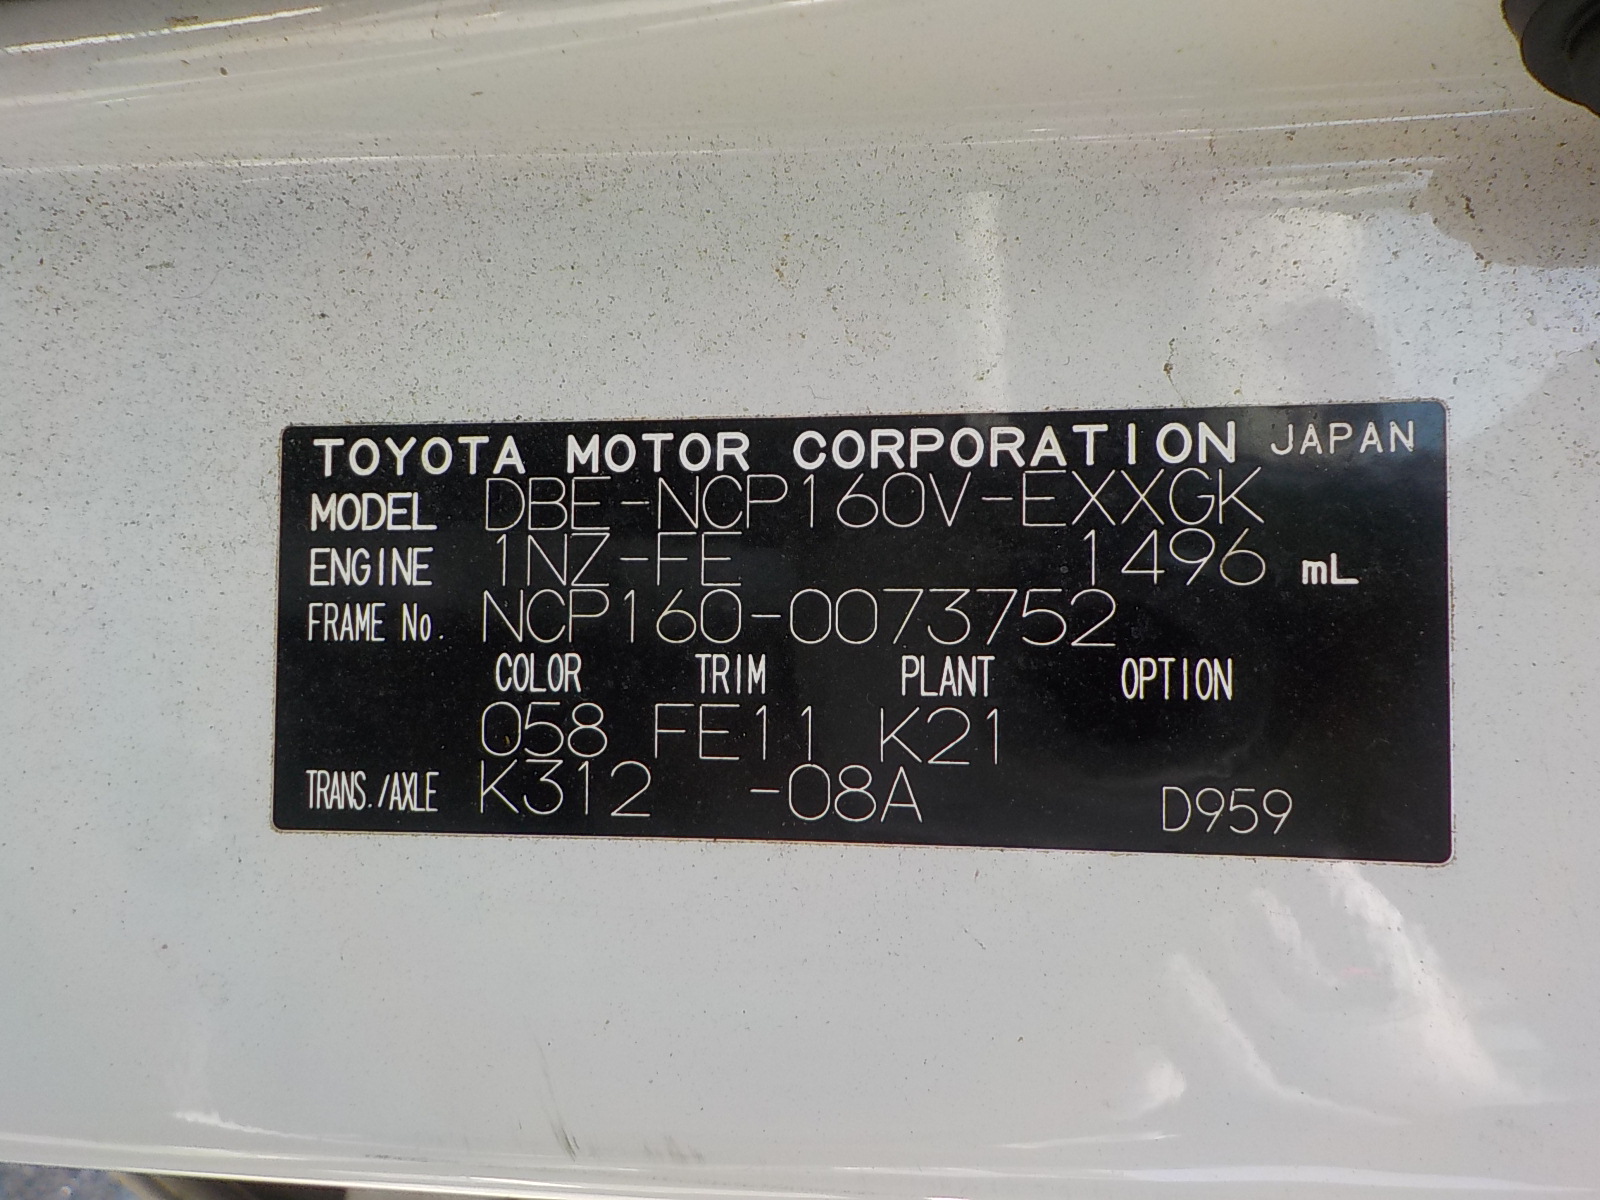 TOYOTA MOTOR CORPORATION JAPAN
MODEL DBE-NCP160V-EXXGK
ENGINE 1NZ-FE 1496 mL
FRAME No. NCP160-0073752
COLOR TRIM PLANT OPTION
058 FE11 K21
TRANS./AXLE K312 -08A D959